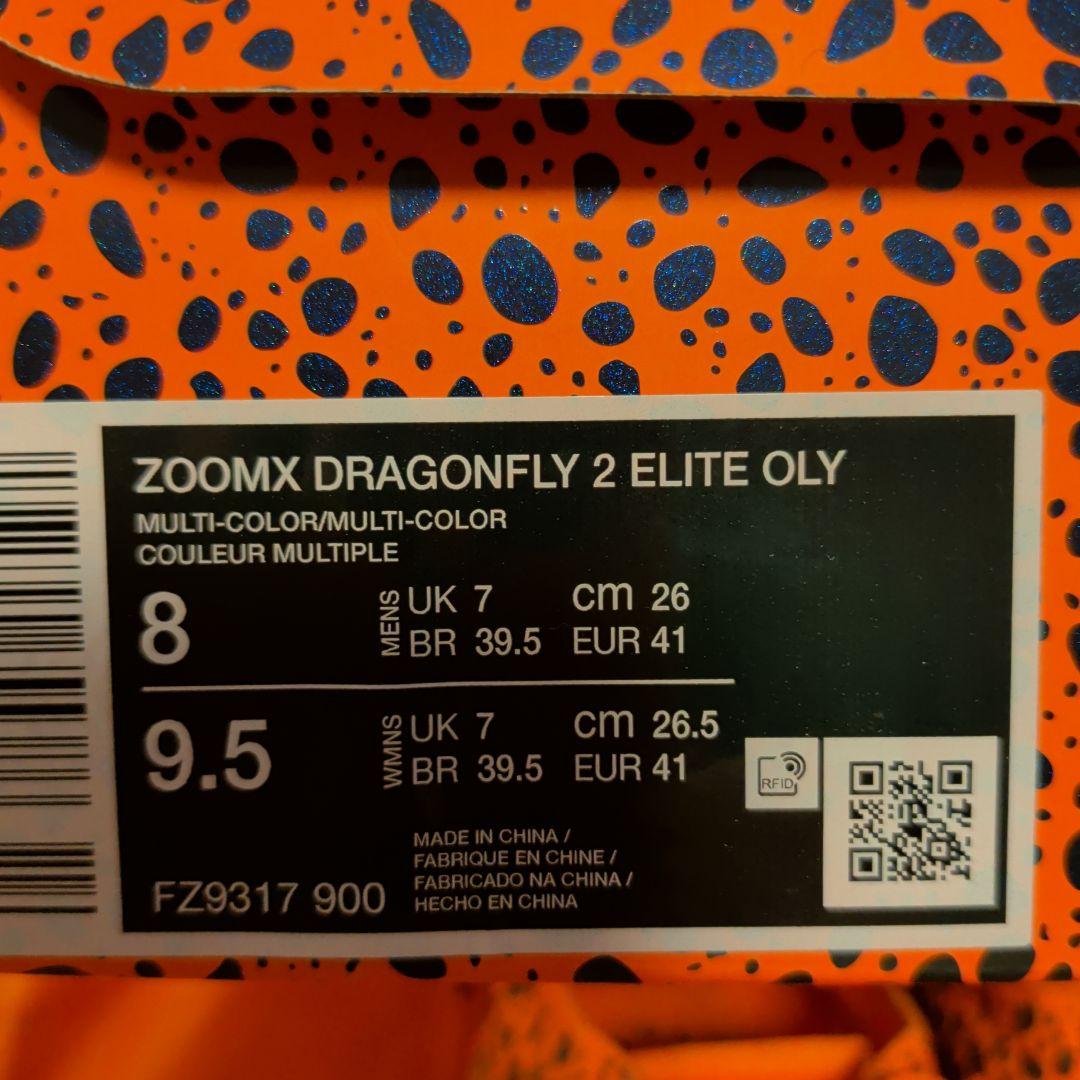 ZOOMX DRAGONFLY 2 ELITE OLY
MULTI-COLOR/MULTI-COLOR
COULEUR MULTIPLE
8 MENS UK 7 cm 26
BR 39.5 EUR 41
9.5 WMNS UK 7 cm 26.5
BR 39.5 EUR 41
RFID
MADE IN CHINA /
FABRIQUE EN CHINE /
FABRICADO NA CHINA /
HECHO EN CHINA
FZ9317 900